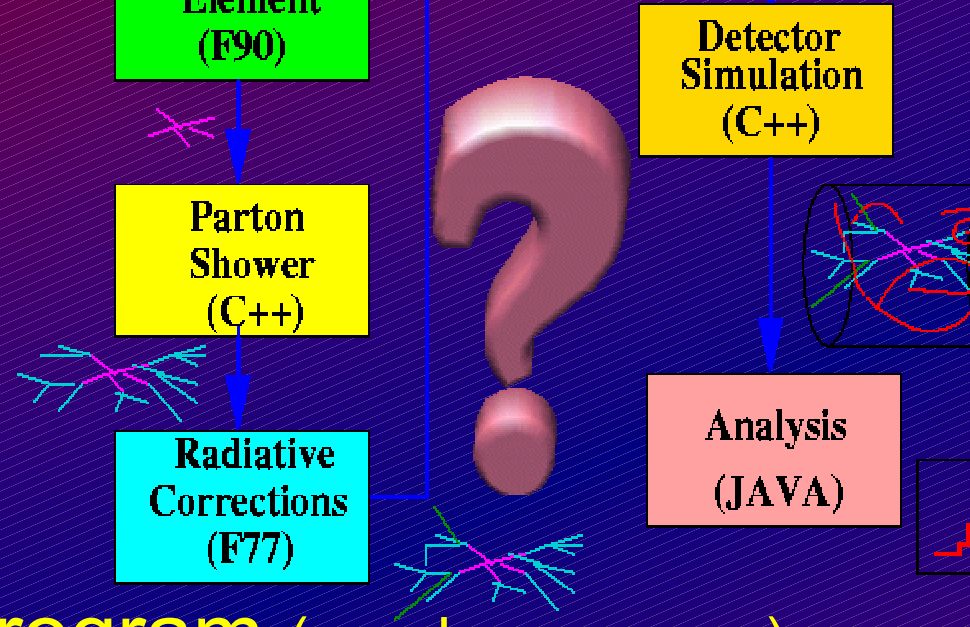 Element
(F90)
Parton
Shower
(C++)
Radiative
Corrections
(F77)
Detector
Simulation
(C++)
Analysis
(JAVA)